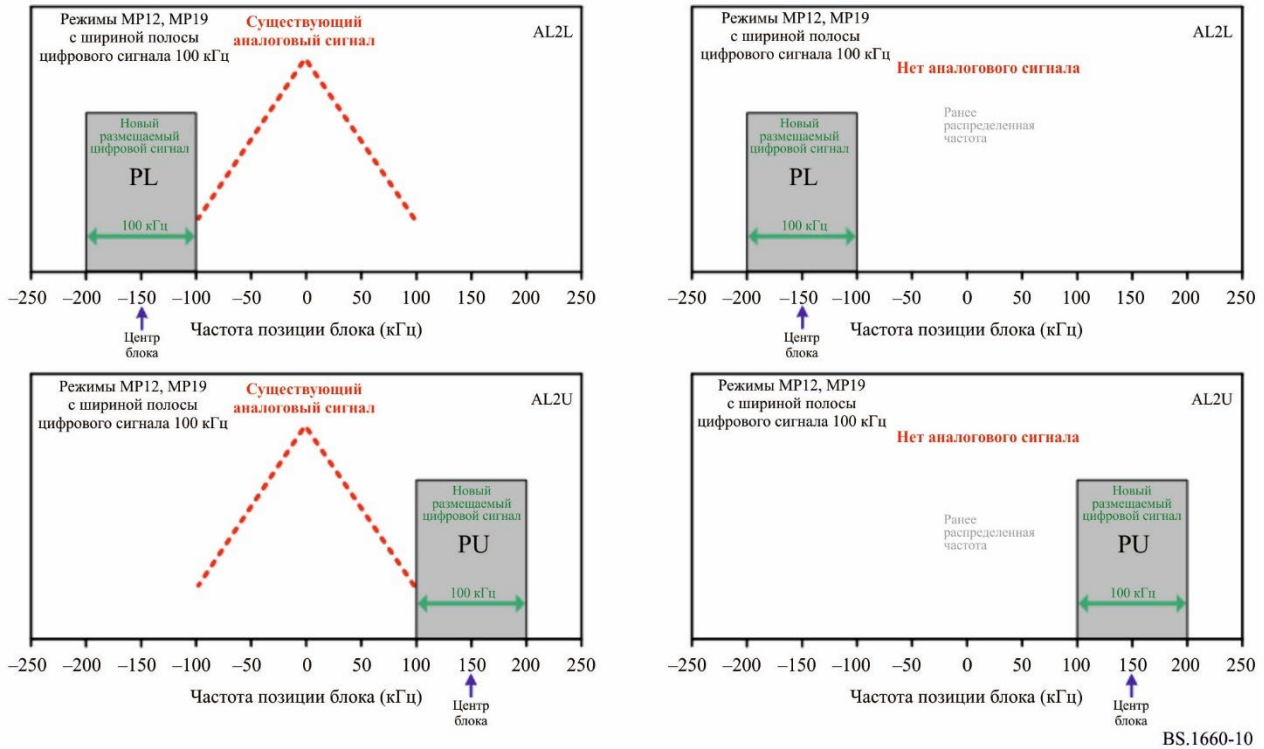 Режимы MP12, MP19
с шириной полосы
цифрового сигнала 100 кГц
Существующий
аналоговый сигнал
AL2L
Новый
размещаемый
цифровой сигнал
PL
100 кГц
–250 –200 –150 –100 –50 0 50 100 150 200 250
Частота позиции блока (кГц)
Центр
блока
Режимы MP12, MP19
с шириной полосы
цифрового сигнала 100 кГц
AL2L
Нет аналогового сигнала
Ранее
распределенная
частота
Новый
размещаемый
цифровой сигнал
PL
100 кГц
–250 –200 –150 –100 –50 0 50 100 150 200 250
Частота позиции блока (кГц)
Центр
блока
Режимы MP12, MP19
с шириной полосы
цифрового сигнала 100 кГц
Существующий
аналоговый сигнал
AL2U
Новый
размещаемый
цифровой сигнал
PU
100 кГц
–250 –200 –150 –100 –50 0 50 100 150 200 250
Частота позиции блока (кГц)
Центр
блока
Режимы MP12, MP19
с шириной полосы
цифрового сигнала 100 кГц
AL2U
Нет аналогового сигнала
Ранее
распределенная
частота
Новый
размещаемый
цифровой сигнал
PU
100 кГц
–250 –200 –150 –100 –50 0 50 100 150 200 250
Частота позиции блока (кГц)
Центр
блока
BS.1660-10